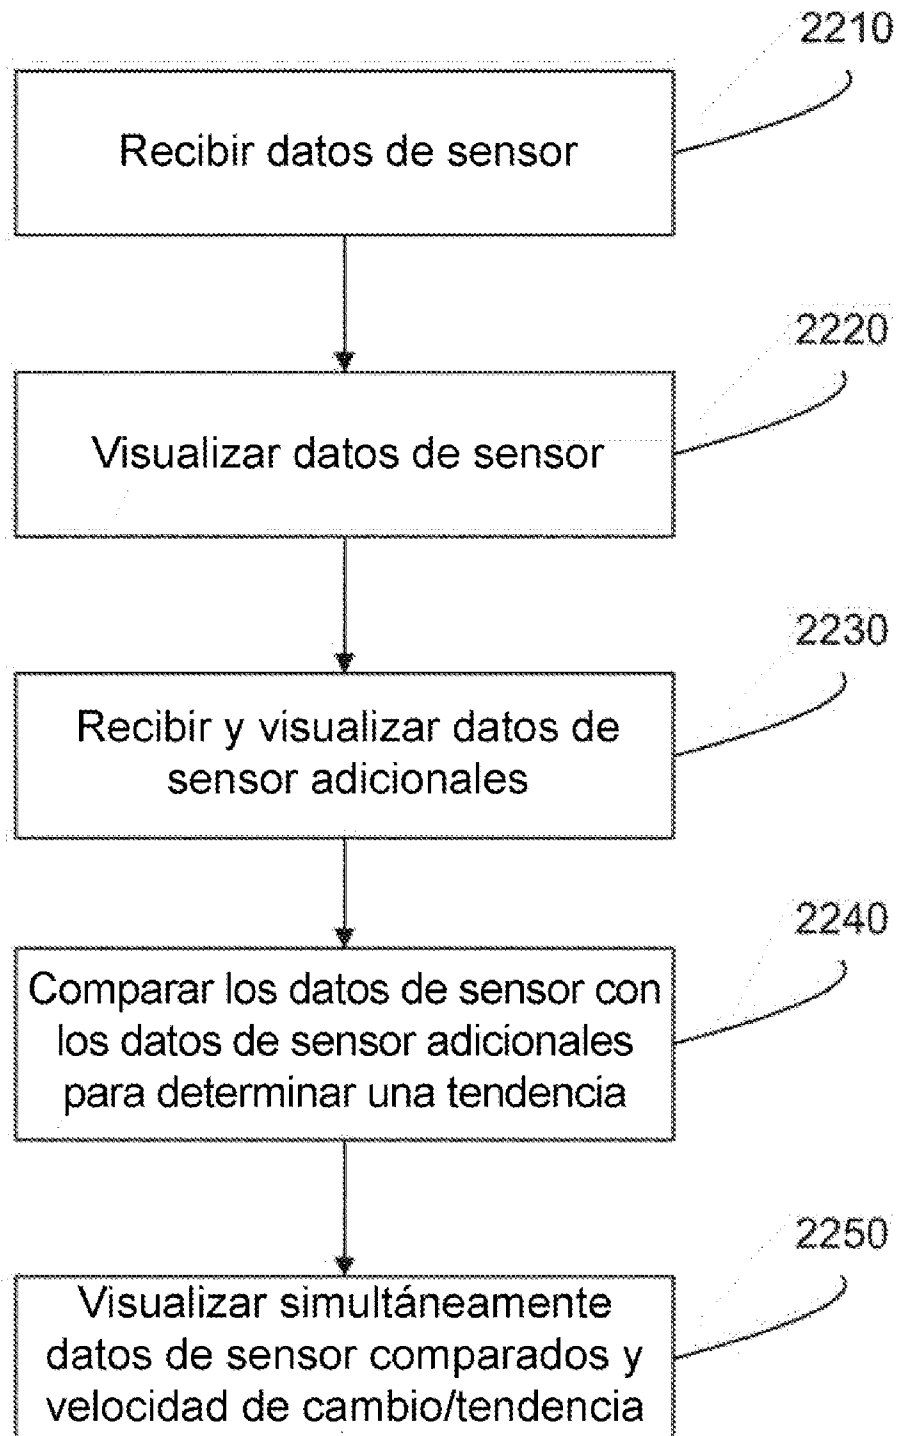 2210
Recibir datos de sensor
2220
Visualizar datos de sensor
2230
Recibir y visualizar datos de
sensor adicionales
2240
Comparar los datos de sensor con
los datos de sensor adicionales
para determinar una tendencia
2250
Visualizar simultáneamente
datos de sensor comparados y
velocidad de cambio/tendencia